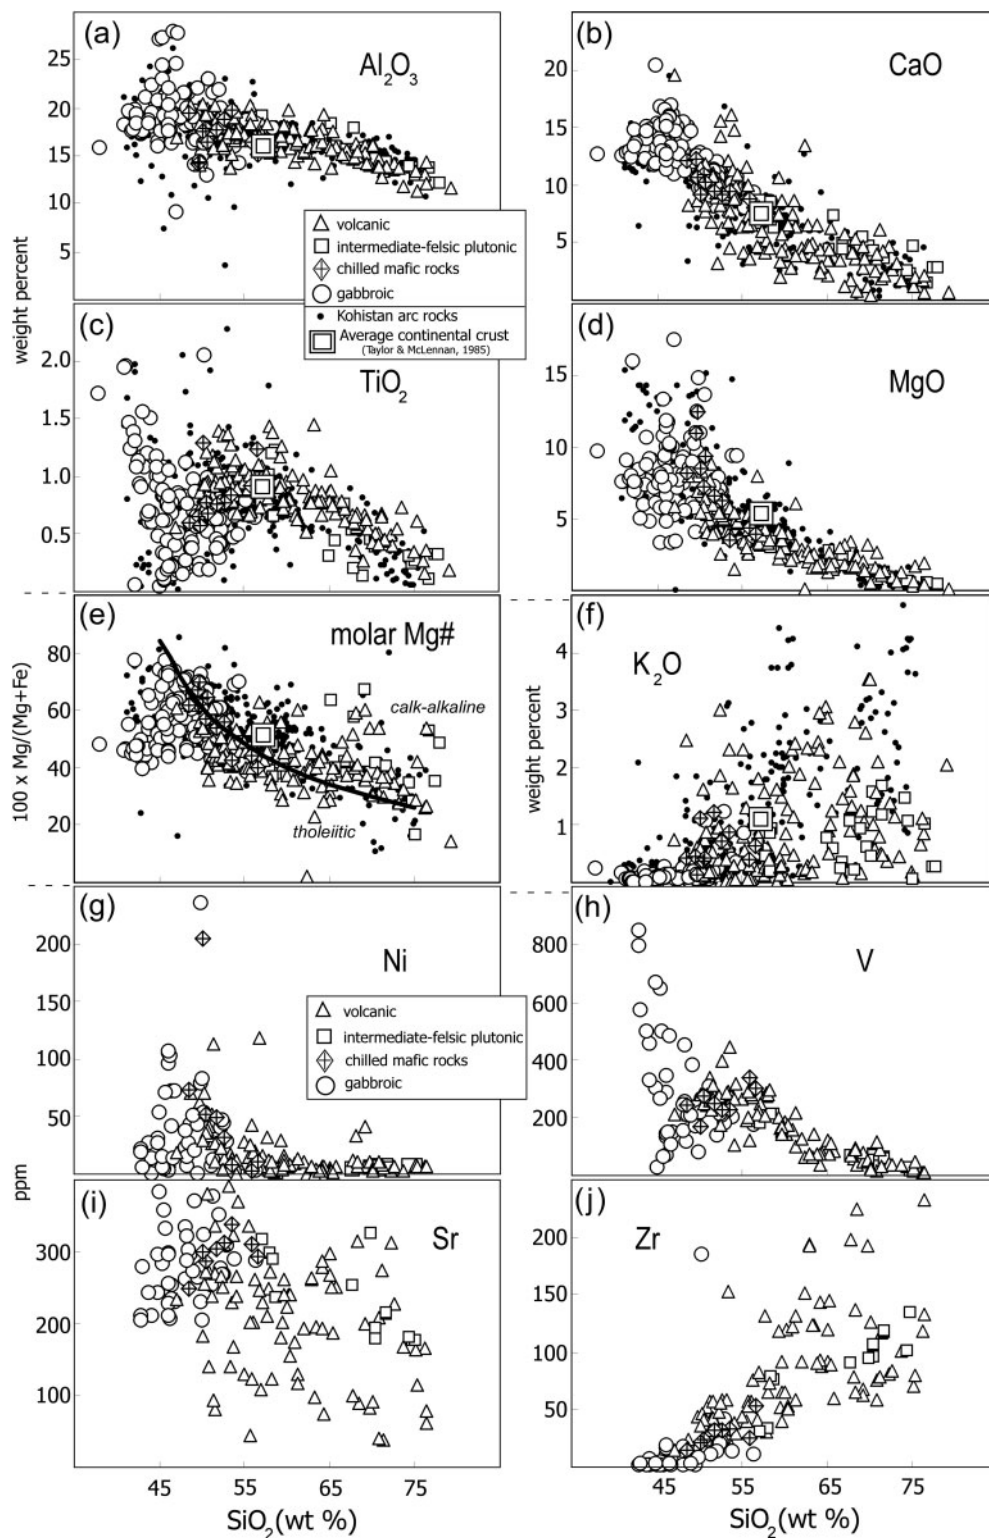 (a)
Al2O3
25
20
15
10
5
weight percent
volcanic
intermediate-felsic plutonic
chilled mafic rocks
gabbroic
Kohistan arc rocks
Average continental crust
(Taylor & McLennan, 1985)
(b)
CaO
20
15
10
5
(c)
TiO2
2.0
1.5
1.0
0.5
(d)
MgO
15
10
5
(e)
molar Mg#
80
60
40
20
100 x Mg/(Mg+Fe)
calk-alkaline
tholeiitic
(f)
K2O
4
3
2
1
weight percent
(g)
Ni
200
150
100
50
ppm
volcanic
intermediate-felsic plutonic
chilled mafic rocks
gabbroic
(h)
V
800
600
400
200
(i)
Sr
300
200
100
45
55
65
75
SiO2(wt %)
(j)
Zr
200
150
100
50
45
55
65
75
SiO2(wt %)